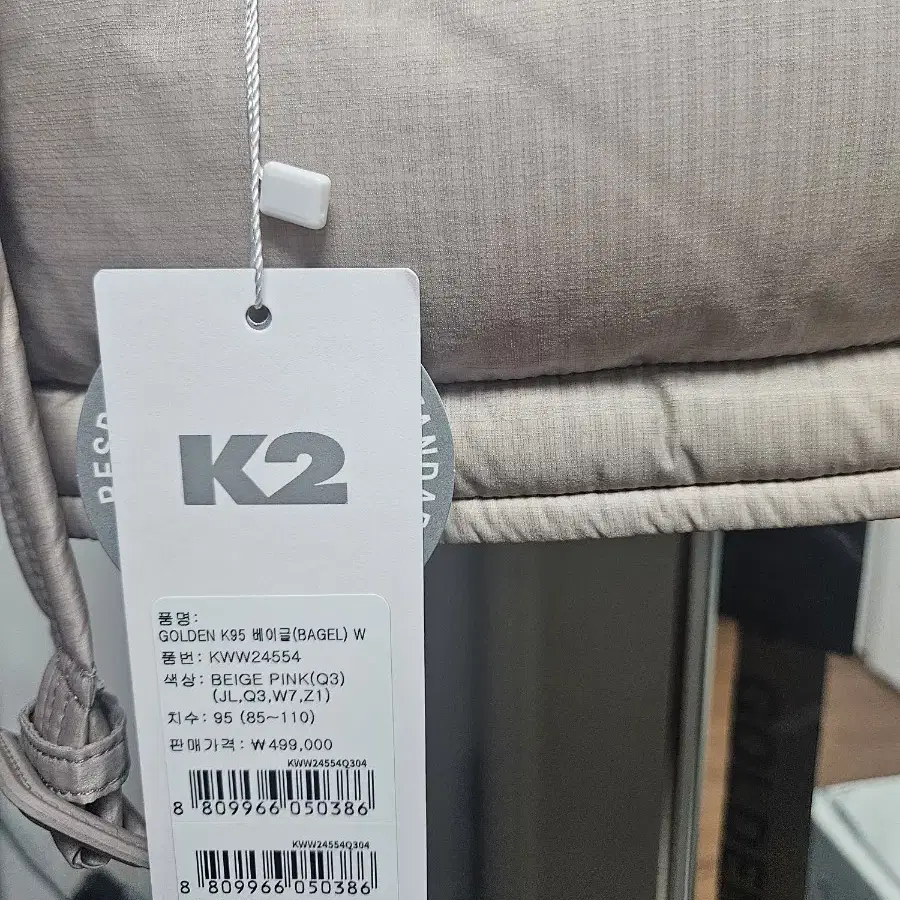 K2
품명:
GOLDEN K95 베이글(BAGEL) W
품번: KWW24554
색상: BEIGE PINK(Q3)
(JL,Q3,W7,Z1)
치수: 95 (85~110)
판매가격: ₩499,000
KWW24554Q304
8 809966 050386
KWW24554Q304
8 809966 050386